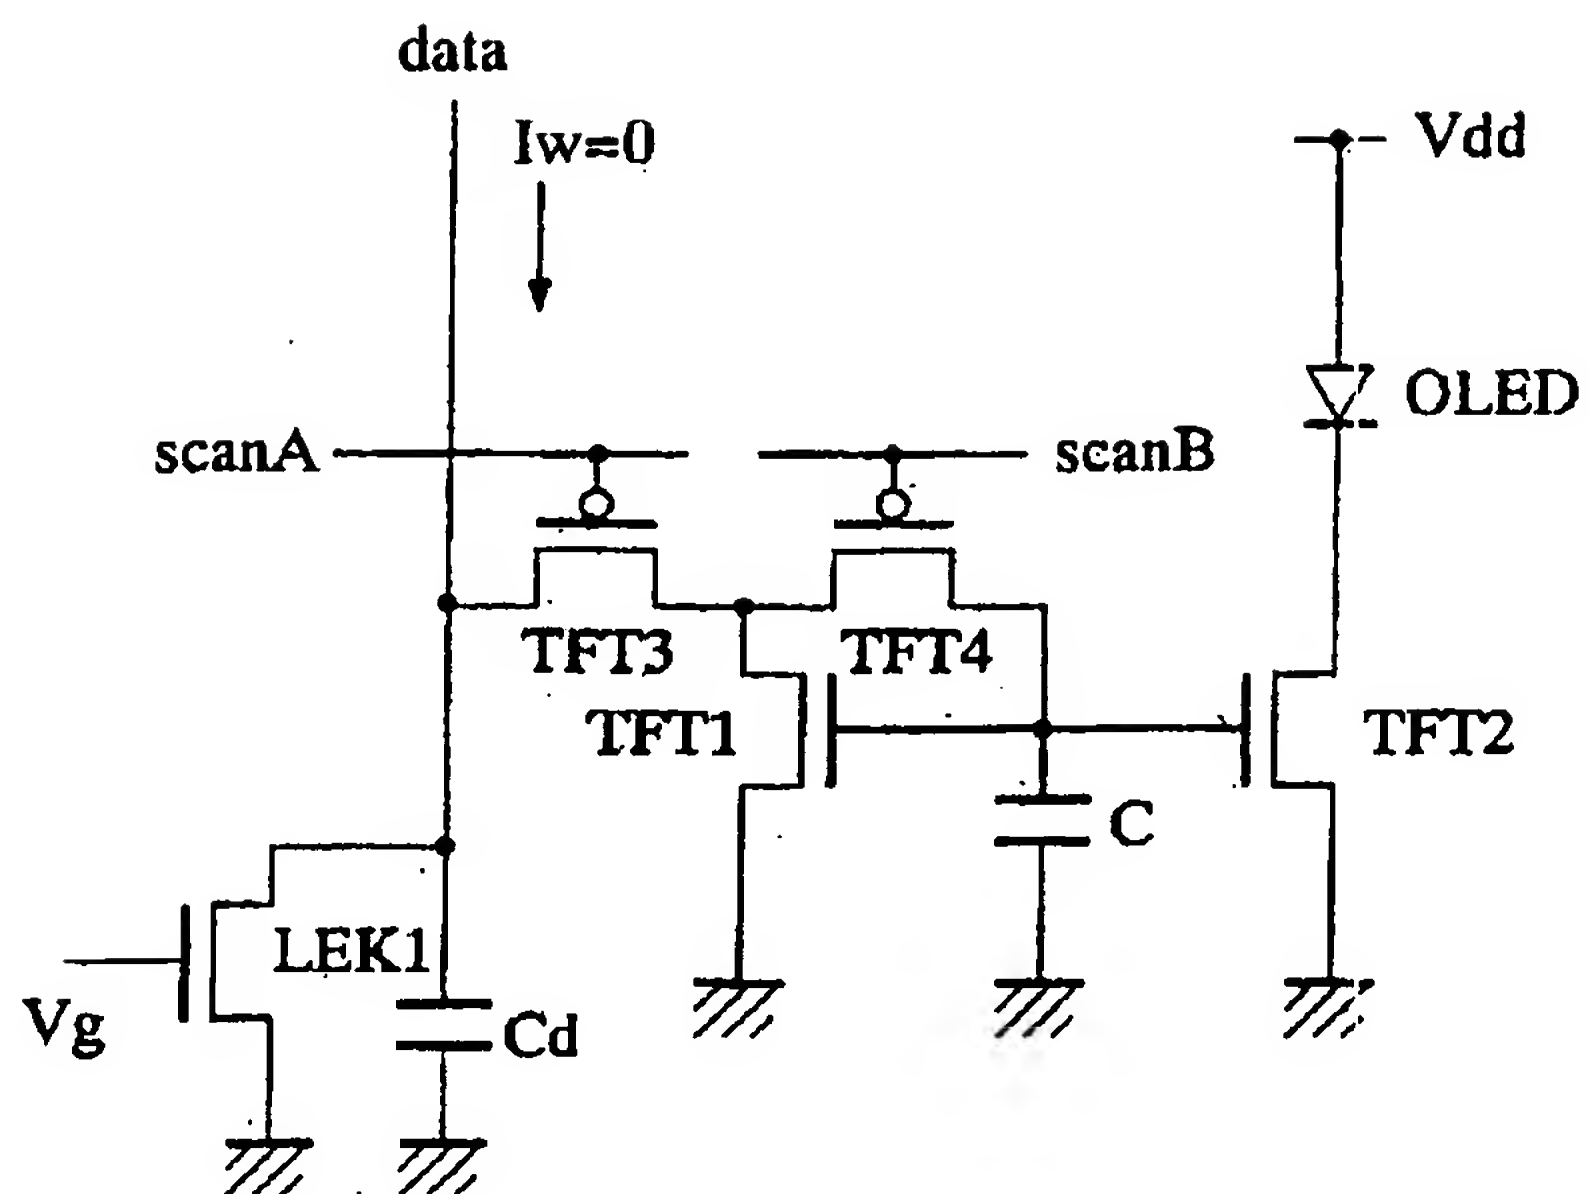 data
Iw=0
Vdd
OLED
scanA
scanB
TFT3
TFT4
TFT1
TFT2
C
LEK1
Vg
Cd